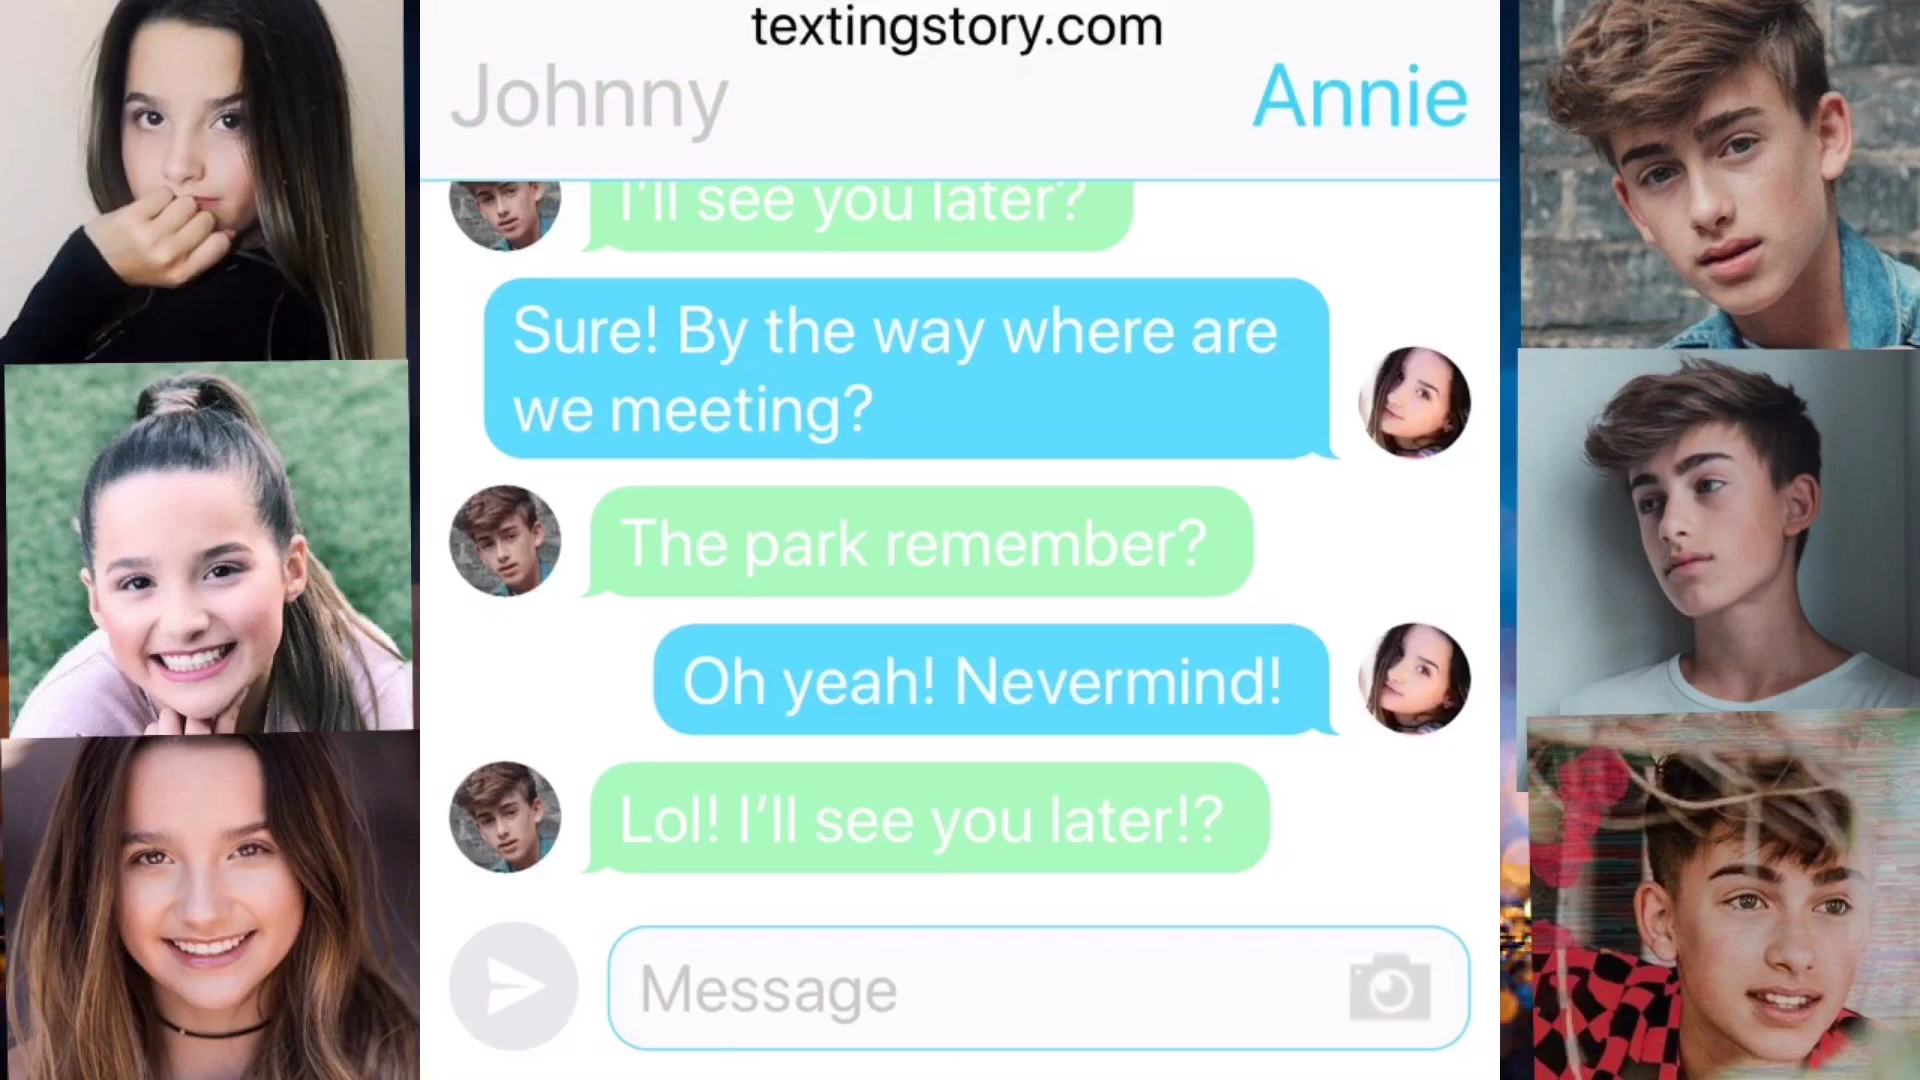 textingstory.com
Johnny
Annie
I'll see you later?
Sure! By the way where are
we meeting?
The park remember?
Oh yeah! Nevermind!
Lol! I'll see you later!?
Message